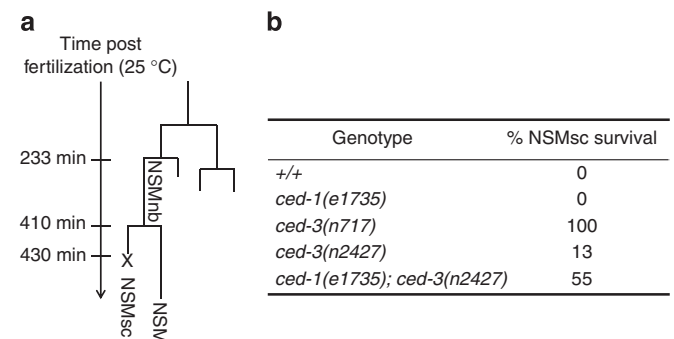 a
Time post
fertilization (25 °C)
233 min
410 min
430 min
NSMnb
X
NSMsc
b
Genotype % NSMsc survival
+/+ 0
ced-1(e1735) 0
ced-3(n717) 100
ced-3(n2427) 13
ced-1(e1735); ced-3(n2427) 55